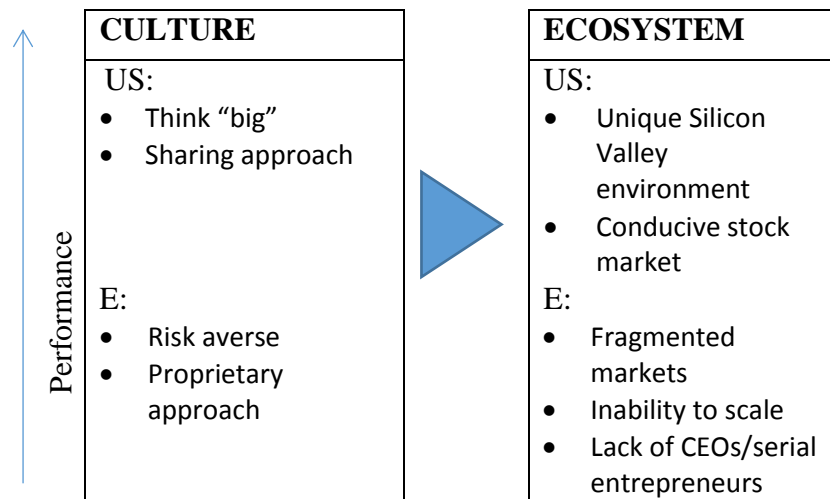 Performance
CULTURE
US:
• Think “big”
• Sharing approach
E:
• Risk averse
• Proprietary
approach
ECOSYSTEM
US:
• Unique Silicon
Valley
environment
• Conducive stock
market
E:
• Fragmented
markets
• Inability to scale
• Lack of CEOs/serial
entrepreneurs